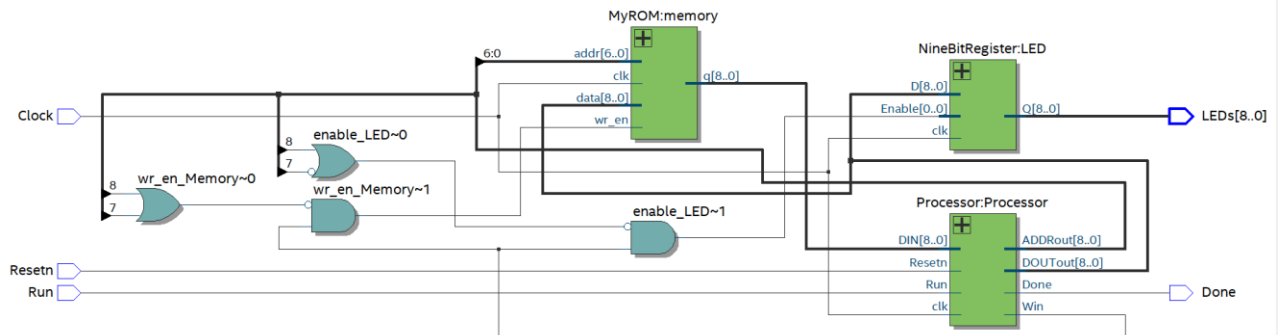 MyROM:memory
6:0
addr[6..0]
clk
data[8..0]
wr_en
q[8..0]
NineBitRegister:LED
D[8..0]
Enable[0..0]
clk
Q[8..0]
LEDs[8..0]
Clock
enable_LED~0
8
7
wr_en_Memory~0
8
7
wr_en_Memory~1
enable_LED~1
Processor:Processor
DIN[8..0]
Resetn
Run
clk
ADDRout[8..0]
DOUTout[8..0]
Done
Win
Resetn
Run
Done